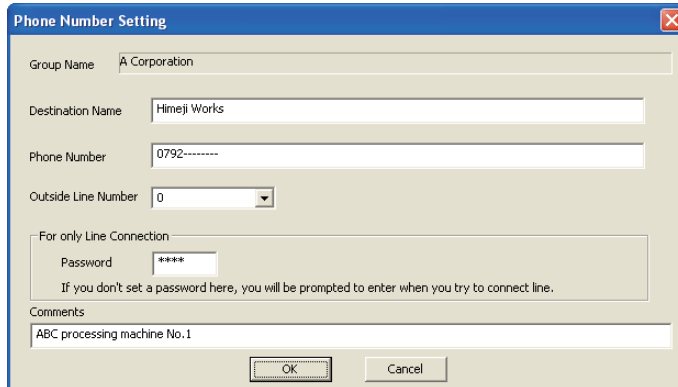 Phone Number Setting
Group Name A Corporation
Destination Name Himeji Works
Phone Number 0792--------
Outside Line Number 0
For only Line Connection
Password ****
If you don't set a password here, you will be prompted to enter when you try to connect line.
Comments
ABC processing machine No.1
OK Cancel